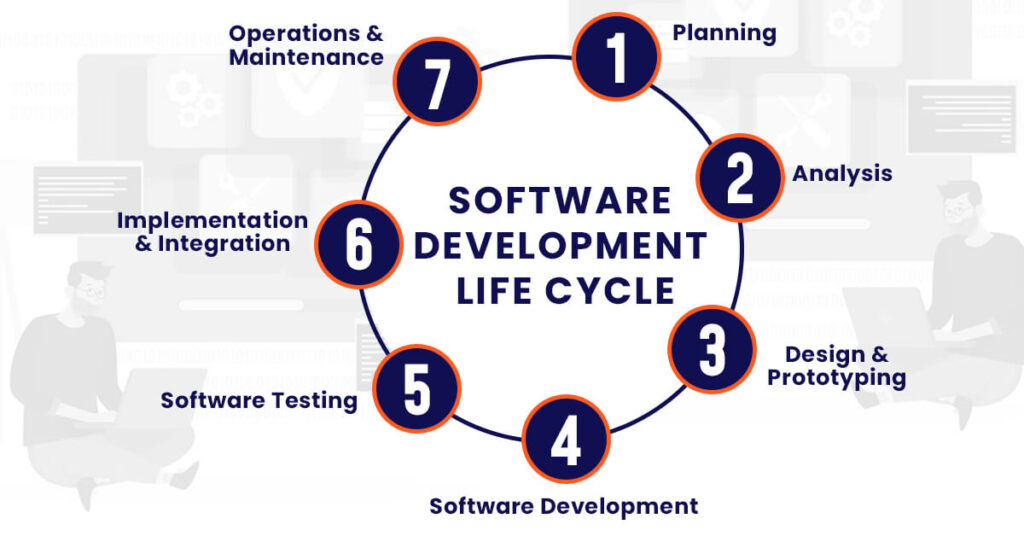 SOFTWARE
DEVELOPMENT
LIFE CYCLE
1
Planning
2
Analysis
3
Design &
Prototyping
4
Software Development
5
Software Testing
6
Implementation
& Integration
7
Operations &
Maintenance